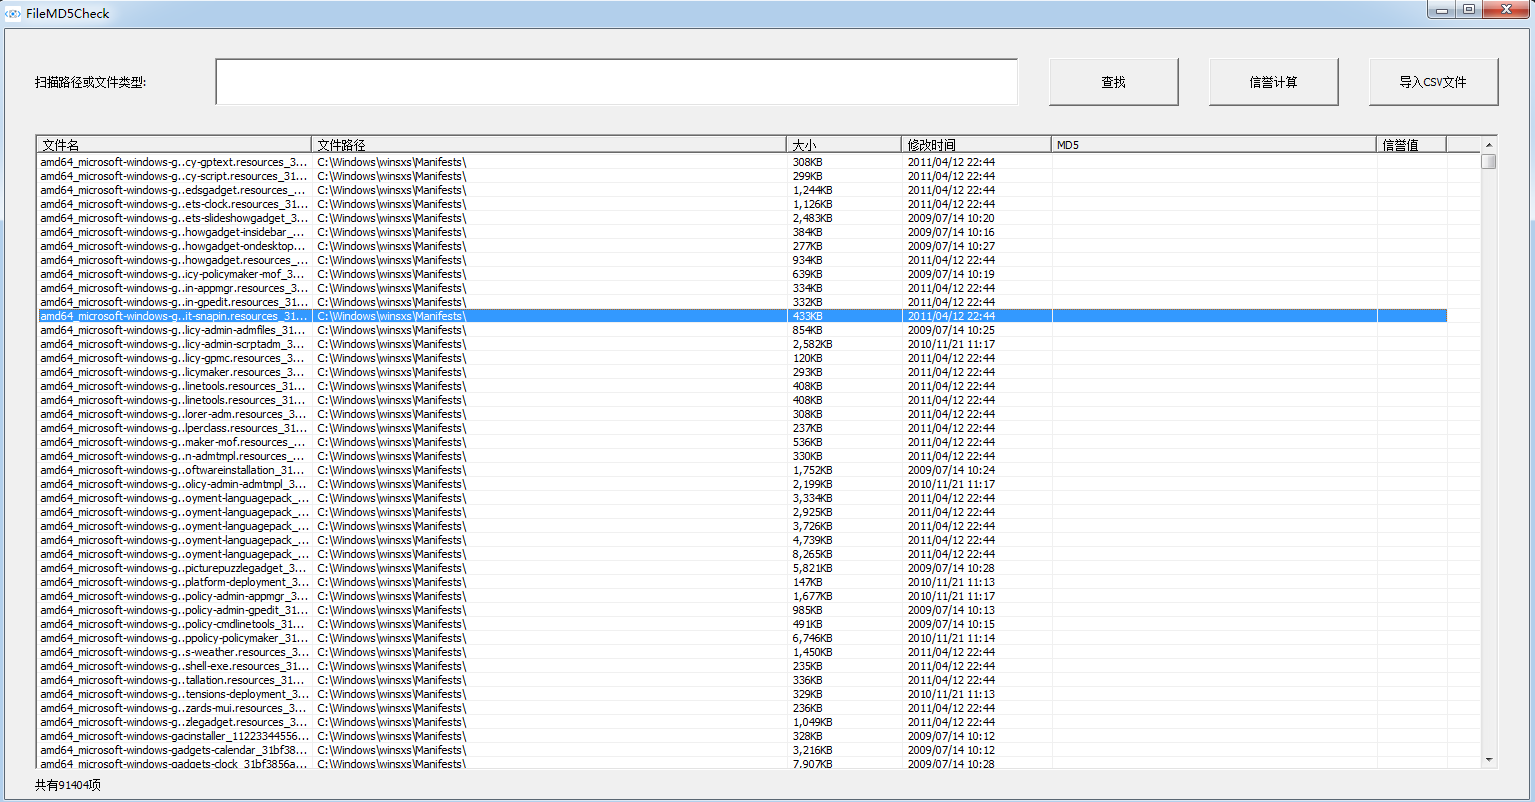 FileMD5Check
扫描路径或文件类型: 查找 信誉计算 导入CSV文件
文件名 文件路径 大小 修改时间 MD5 信誉值
amd64_microsoft-windows-g..cy-gptext.resources_3... C:\Windows\winsxs\Manifests\ 308KB 2011/04/12 22:44
amd64_microsoft-windows-g..cy-script.resources_31... C:\Windows\winsxs\Manifests\ 299KB 2011/04/12 22:44
amd64_microsoft-windows-g..edsgadget.resources_... C:\Windows\winsxs\Manifests\ 1,244KB 2011/04/12 22:44
amd64_microsoft-windows-g..ets-clock.resources_31... C:\Windows\winsxs\Manifests\ 1,126KB 2011/04/12 22:44
amd64_microsoft-windows-g..ets-slideshowgadget_3... C:\Windows\winsxs\Manifests\ 2,483KB 2009/07/14 10:20
amd64_microsoft-windows-g..howgadget-insidebar_... C:\Windows\winsxs\Manifests\ 384KB 2009/07/14 10:16
amd64_microsoft-windows-g..howgadget-ondesktop... C:\Windows\winsxs\Manifests\ 277KB 2009/07/14 10:27
amd64_microsoft-windows-g..howgadget.resources_... C:\Windows\winsxs\Manifests\ 934KB 2011/04/12 22:44
amd64_microsoft-windows-g..icy-policymaker-mof_3... C:\Windows\winsxs\Manifests\ 639KB 2009/07/14 10:19
amd64_microsoft-windows-g..in-appmgr.resources_31... C:\Windows\winsxs\Manifests\ 334KB 2011/04/12 22:44
amd64_microsoft-windows-g..in-gpedit.resources_31... C:\Windows\winsxs\Manifests\ 332KB 2011/04/12 22:44
amd64_microsoft-windows-g..it-snapin.resources_31... C:\Windows\winsxs\Manifests\ 433KB 2011/04/12 22:44
amd64_microsoft-windows-g..licy-admin-admfiles_31... C:\Windows\winsxs\Manifests\ 854KB 2009/07/14 10:25
amd64_microsoft-windows-g..licy-admin-scrptadm_3... C:\Windows\winsxs\Manifests\ 2,582KB 2010/11/21 11:17
amd64_microsoft-windows-g..licy-gpmc.resources_3... C:\Windows\winsxs\Manifests\ 120KB 2011/04/12 22:44
amd64_microsoft-windows-g..licymaker.resources_3... C:\Windows\winsxs\Manifests\ 293KB 2011/04/12 22:44
amd64_microsoft-windows-g..linetools.resources_31... C:\Windows\winsxs\Manifests\ 408KB 2011/04/12 22:44
amd64_microsoft-windows-g..linetools.resources_31... C:\Windows\winsxs\Manifests\ 408KB 2011/04/12 22:44
amd64_microsoft-windows-g..lorer-adm.resources_3... C:\Windows\winsxs\Manifests\ 308KB 2011/04/12 22:44
amd64_microsoft-windows-g..lperclass.resources_31... C:\Windows\winsxs\Manifests\ 237KB 2011/04/12 22:44
amd64_microsoft-windows-g..maker-mof.resources_... C:\Windows\winsxs\Manifests\ 536KB 2011/04/12 22:44
amd64_microsoft-windows-g..n-admtmpl.resources_... C:\Windows\winsxs\Manifests\ 330KB 2011/04/12 22:44
amd64_microsoft-windows-g..oftwareinstallation_31... C:\Windows\winsxs\Manifests\ 1,752KB 2009/07/14 10:24
amd64_microsoft-windows-g..olicy-admin-admtmpl_3... C:\Windows\winsxs\Manifests\ 2,199KB 2010/11/21 11:17
amd64_microsoft-windows-g..oyment-languagepack_... C:\Windows\winsxs\Manifests\ 3,334KB 2011/04/12 22:44
amd64_microsoft-windows-g..oyment-languagepack_... C:\Windows\winsxs\Manifests\ 2,925KB 2011/04/12 22:44
amd64_microsoft-windows-g..oyment-languagepack_... C:\Windows\winsxs\Manifests\ 3,726KB 2011/04/12 22:44
amd64_microsoft-windows-g..oyment-languagepack_... C:\Windows\winsxs\Manifests\ 4,739KB 2011/04/12 22:44
amd64_microsoft-windows-g..oyment-languagepack_... C:\Windows\winsxs\Manifests\ 8,265KB 2011/04/12 22:44
amd64_microsoft-windows-g..picturepuzzlegadget_3... C:\Windows\winsxs\Manifests\ 5,821KB 2009/07/14 10:28
amd64_microsoft-windows-g..platform-deployment_3... C:\Windows\winsxs\Manifests\ 147KB 2010/11/21 11:13
amd64_microsoft-windows-g..policy-admin-appmgr_3... C:\Windows\winsxs\Manifests\ 1,677KB 2010/11/21 11:17
amd64_microsoft-windows-g..policy-admin-gpedit_31... C:\Windows\winsxs\Manifests\ 985KB 2009/07/14 10:13
amd64_microsoft-windows-g..policy-cmdlinetools_31... C:\Windows\winsxs\Manifests\ 491KB 2009/07/14 10:15
amd64_microsoft-windows-g..ppolicy-policymaker_31... C:\Windows\winsxs\Manifests\ 6,746KB 2010/11/21 11:14
amd64_microsoft-windows-g..s-weather.resources_3... C:\Windows\winsxs\Manifests\ 1,450KB 2011/04/12 22:44
amd64_microsoft-windows-g..shell-exe.resources_31... C:\Windows\winsxs\Manifests\ 235KB 2011/04/12 22:44
amd64_microsoft-windows-g..tallation.resources_31... C:\Windows\winsxs\Manifests\ 336KB 2011/04/12 22:44
amd64_microsoft-windows-g..tensions-deployment_3... C:\Windows\winsxs\Manifests\ 329KB 2010/11/21 11:13
amd64_microsoft-windows-g..zards-mui.resources_3... C:\Windows\winsxs\Manifests\ 236KB 2011/04/12 22:44
amd64_microsoft-windows-g..zlegadget.resources_3... C:\Windows\winsxs\Manifests\ 1,049KB 2011/04/12 22:44
amd64_microsoft-windows-gacinstaller_11223344556... C:\Windows\winsxs\Manifests\ 328KB 2009/07/14 10:12
amd64_microsoft-windows-gadgets-calendar_31bf38... C:\Windows\winsxs\Manifests\ 3,216KB 2009/07/14 10:12
amd64_microsoft-windows-gadgets-clock_31bf3856a... C:\Windows\winsxs\Manifests\ 7,907KB 2009/07/14 10:28
共有91404项